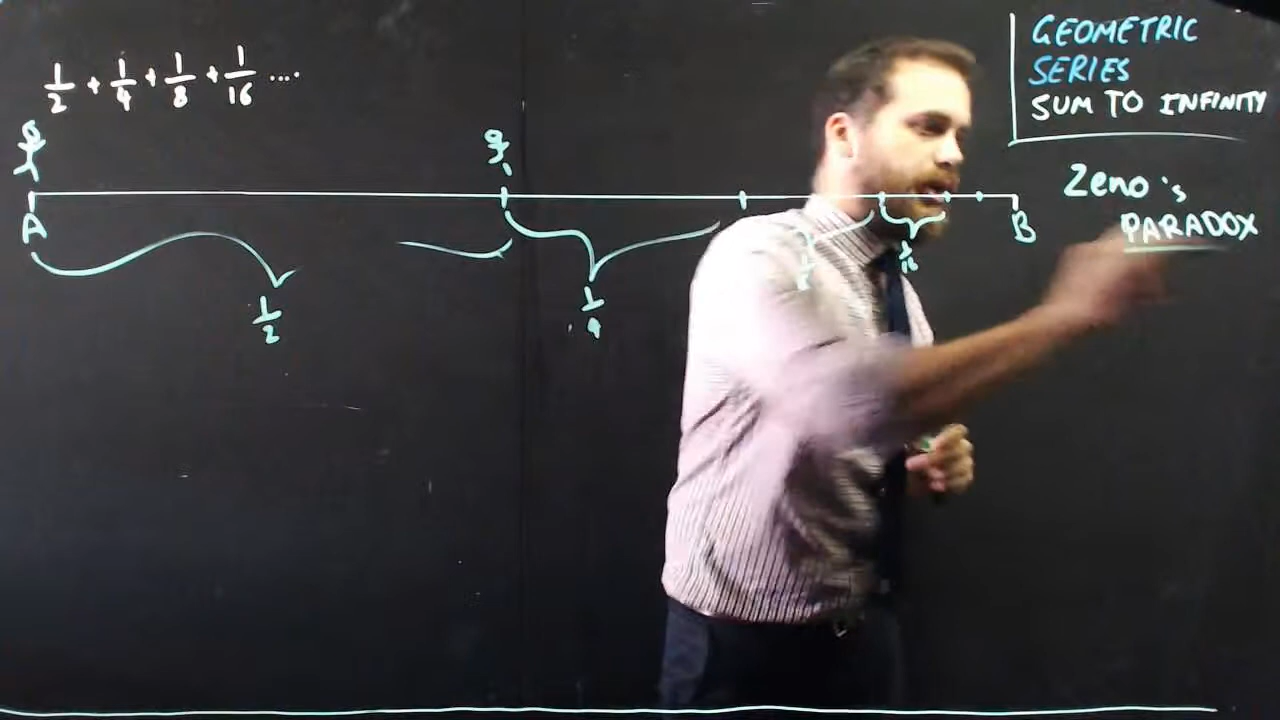 1/2 + 1/4 + 1/8 + 1/16 ....
GEOMETRIC
SERIES
SUM TO INFINITY
Zeno's
PARADOX
A
B
1/2
1/4
1/16